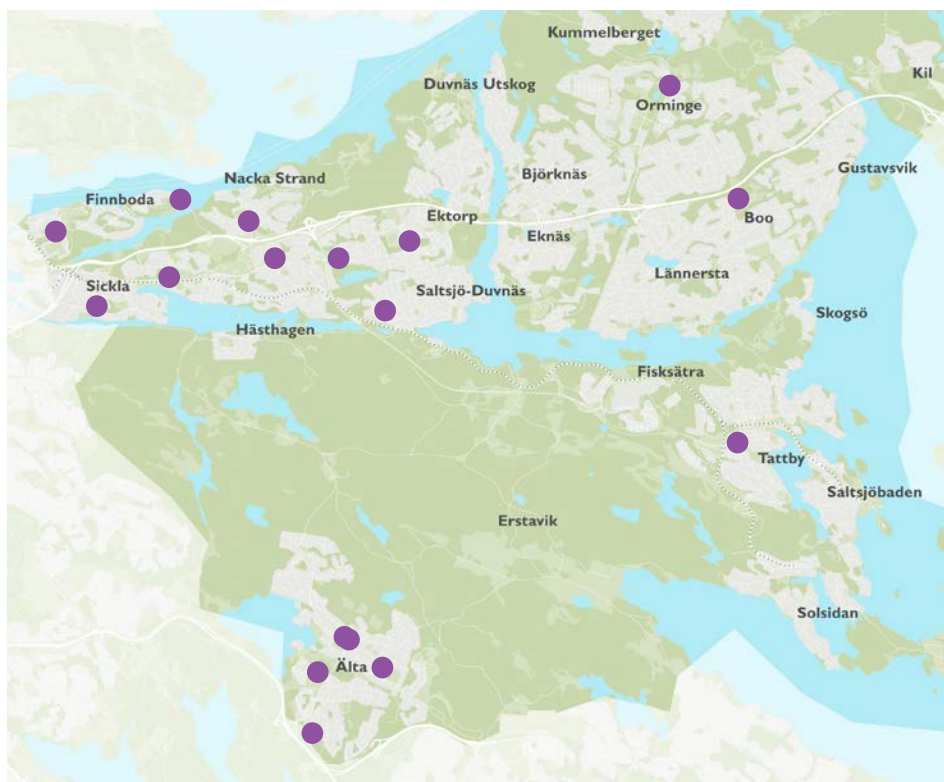 Kummelberget
Kil
Duvnäs Utskog
Orminge
Gustavsvik
Björknäs
Nacka Strand
Finnboda
Ektorp
Boo
Eknäs
Lännersta
Sickla
Saltsjö-Duvnäs
Skogsö
Hästhagen
Fisksätra
Tattby
Saltsjöbaden
Erstavik
Solsidan
Älta